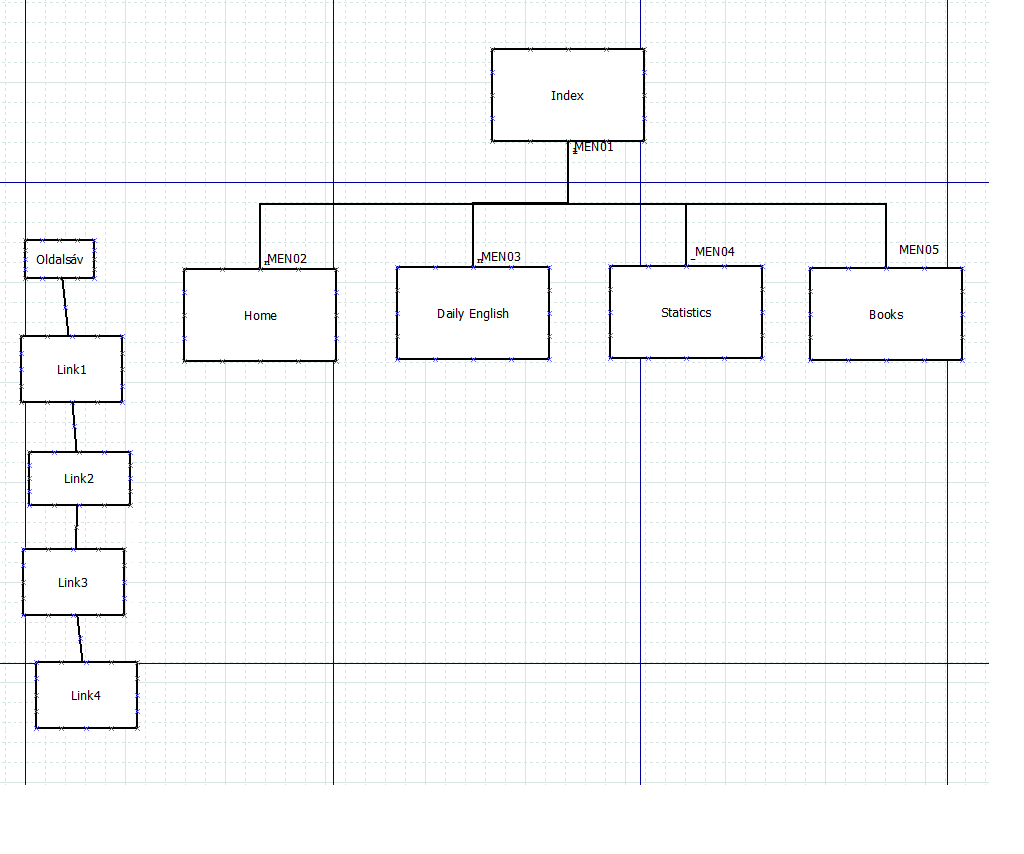 Index
MEN01
MEN02
MEN03
MEN04
MEN05
Oldalsáv
Home
Daily English
Statistics
Books
Link1
Link2
Link3
Link4